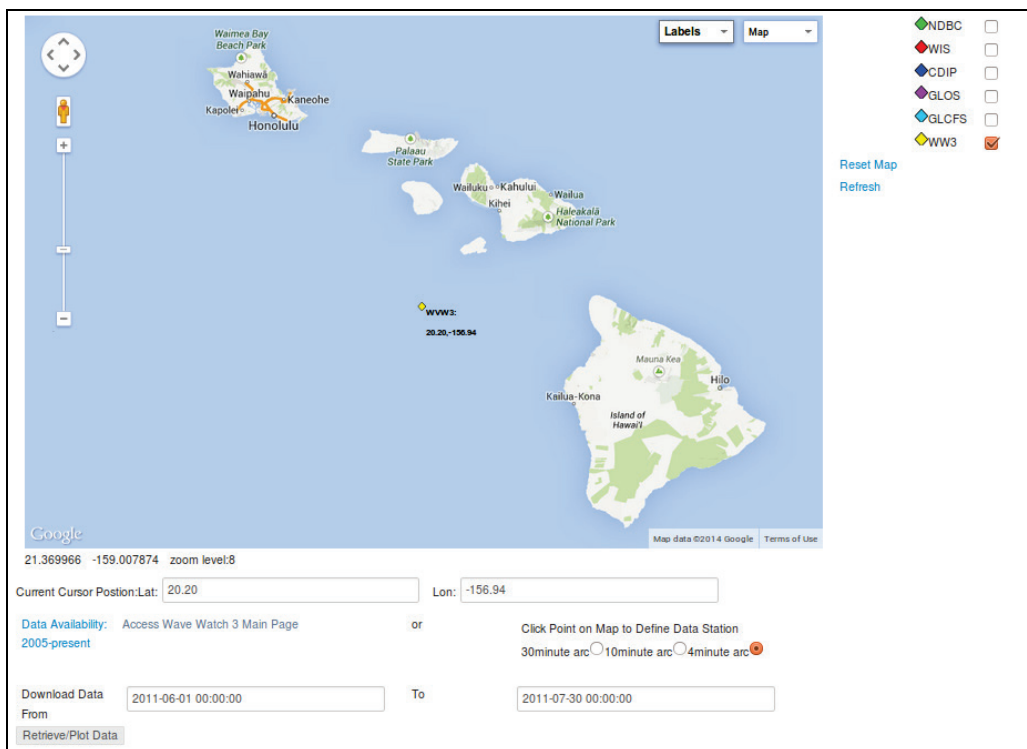 Waimea Bay
Beach Park
Wahiawā
Waipahu
Kaneohe
Kapolei
Honolulu
Labels
Map
NDBC
WIS
CDIP
GLOS
GLCFS
WW3
Reset Map
Refresh
Palaau
State Park
Wailuku
Kahului
Wailua
Kihei
Haleakalā
National Park
WVW3:
20.20,-156.94
Mauna Kea
Hilo
Kailua-Kona
Island of
Hawai'i
Google
Map data ©2014 Google
Terms of Use
21.369966 -159.007874 zoom level:8
Current Cursor Postion:Lat: 20.20 Lon: -156.94
Data Availability: Access Wave Watch 3 Main Page or
2005-present
Click Point on Map to Define Data Station
30minute arc 10minute arc 4minute arc
Download Data
From
2011-06-01 00:00:00 To 2011-07-30 00:00:00
Retrieve/Plot Data